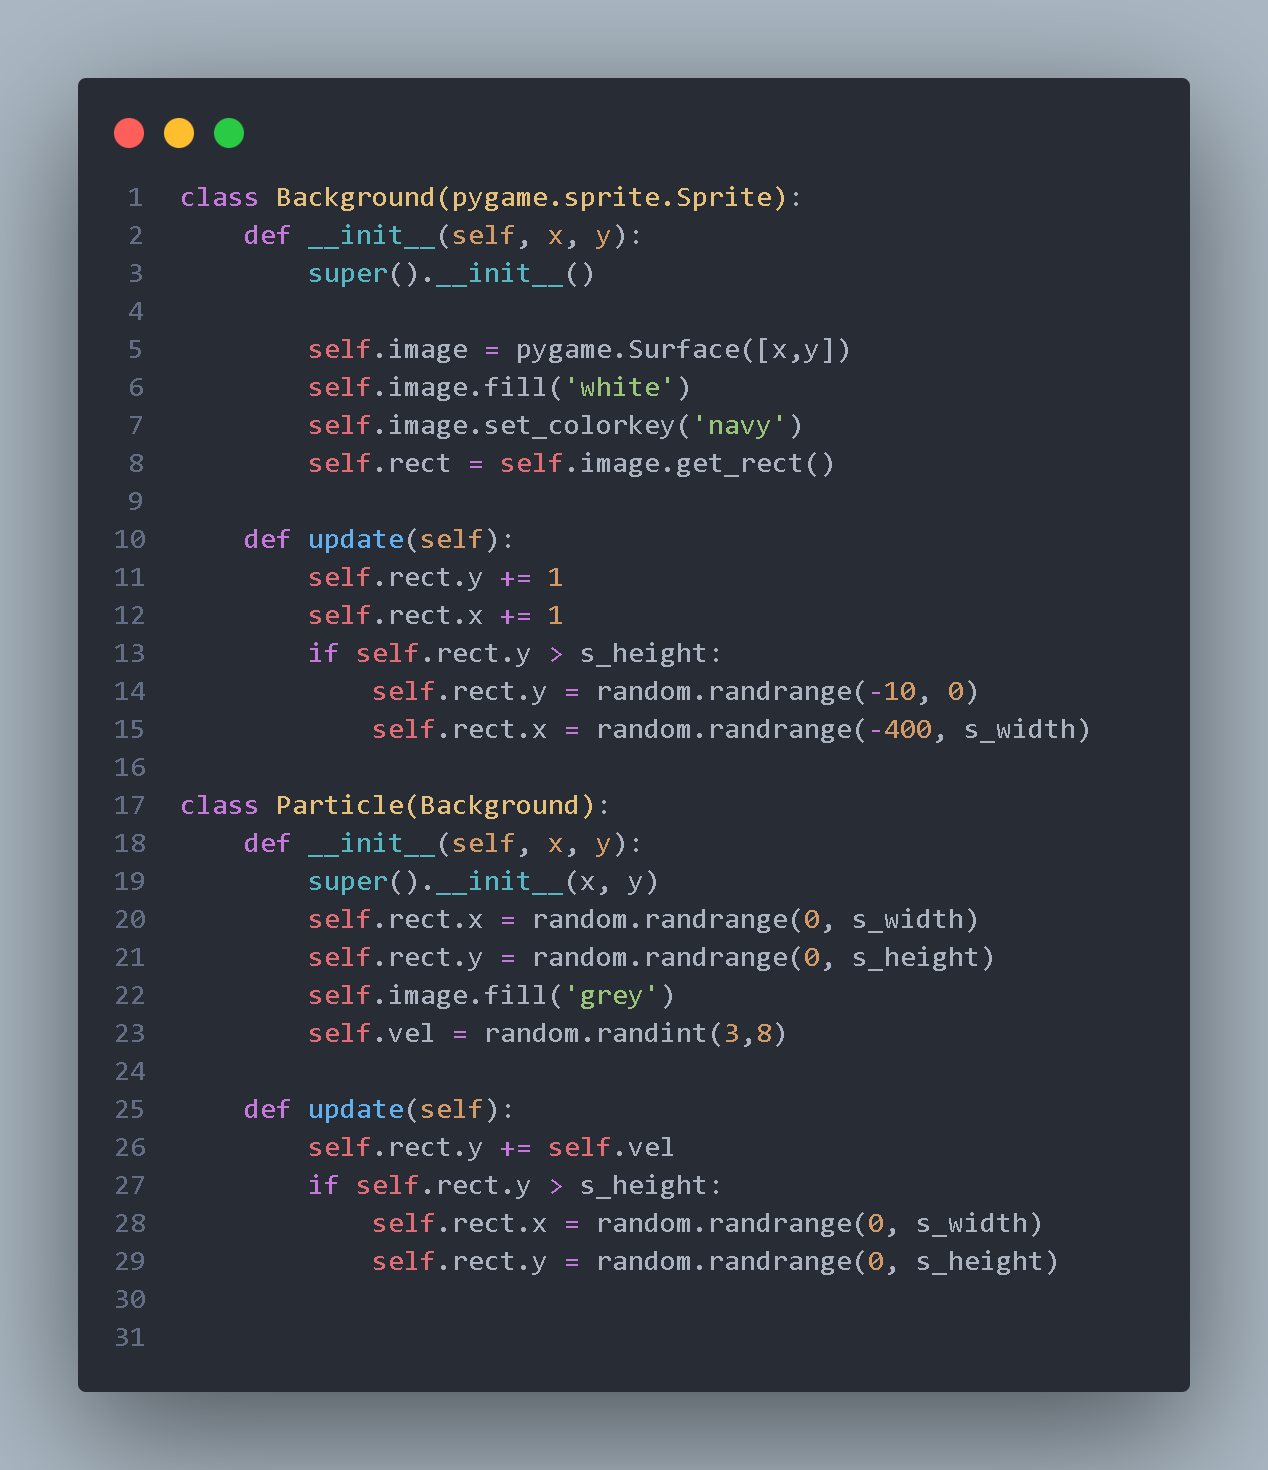 1 class Background(pygame.sprite.Sprite):
2     def __init__(self, x, y):
3         super().__init__()
4
5         self.image = pygame.Surface([x,y])
6         self.image.fill('white')
7         self.image.set_colorkey('navy')
8         self.rect = self.image.get_rect()
9
10     def update(self):
11         self.rect.y += 1
12         self.rect.x += 1
13         if self.rect.y > s_height:
14             self.rect.y = random.randrange(-10, 0)
15             self.rect.x = random.randrange(-400, s_width)
16
17 class Particle(Background):
18     def __init__(self, x, y):
19         super().__init__(x, y)
20         self.rect.x = random.randrange(0, s_width)
21         self.rect.y = random.randrange(0, s_height)
22         self.image.fill('grey')
23         self.vel = random.randint(3,8)
24
25     def update(self):
26         self.rect.y += self.vel
27         if self.rect.y > s_height:
28             self.rect.x = random.randrange(0, s_width)
29             self.rect.y = random.randrange(0, s_height)
30
31